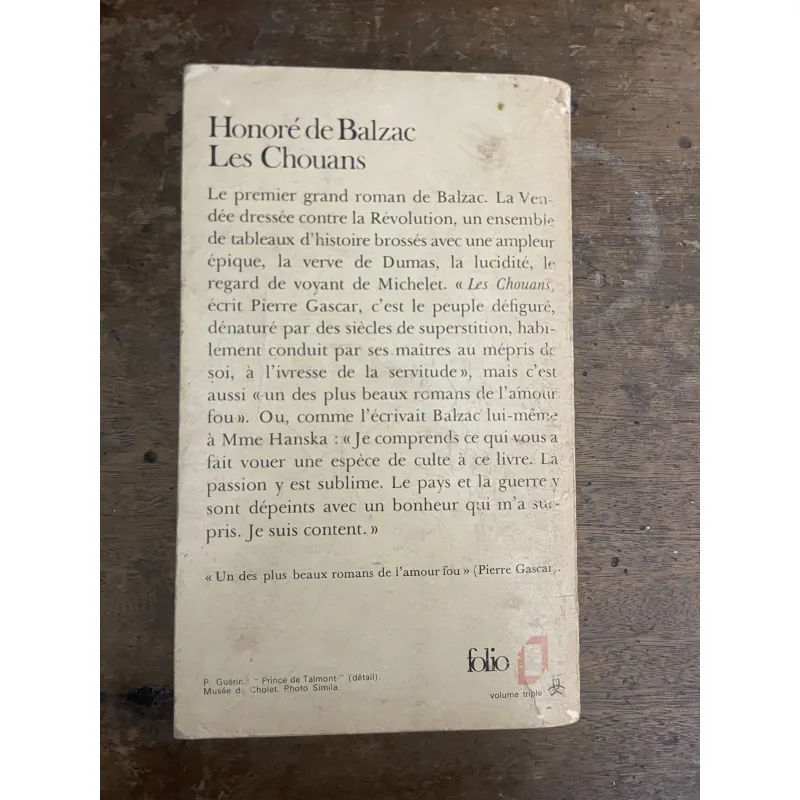 Honoré de Balzac
Les Chouans
Le premier grand roman de Balzac. La Ven-
dée dressée contre la Révolution, un ensemble
de tableaux d'histoire brossés avec une ampleur
épique, la verve de Dumas, la lucidité, le
regard de voyant de Michelet. « Les Chouans,
écrit Pierre Gascar, c'est le peuple défiguré,
dénaturé par des siècles de superstition, habi-
lement conduit par ses maîtres au mépris de
soi, à l'ivresse de la servitude», mais c'est
aussi « un des plus beaux romans de l'amour
fou». Ou, comme l'écrivait Balzac lui-même
à Mme Hanska : « Je comprends ce qui vous a
fait vouer une espèce de culte à ce livre. La
passion y est sublime. Le pays et la guerre y
sont dépeints avec un bonheur qui m'a sur-
pris. Je suis content. »
« Un des plus beaux romans de l'amour fou » (Pierre Gascar).
folio
P. Guérin : " Prince de Talmont " (détail).
Musée de Cholet. Photo Simila.
volume triple